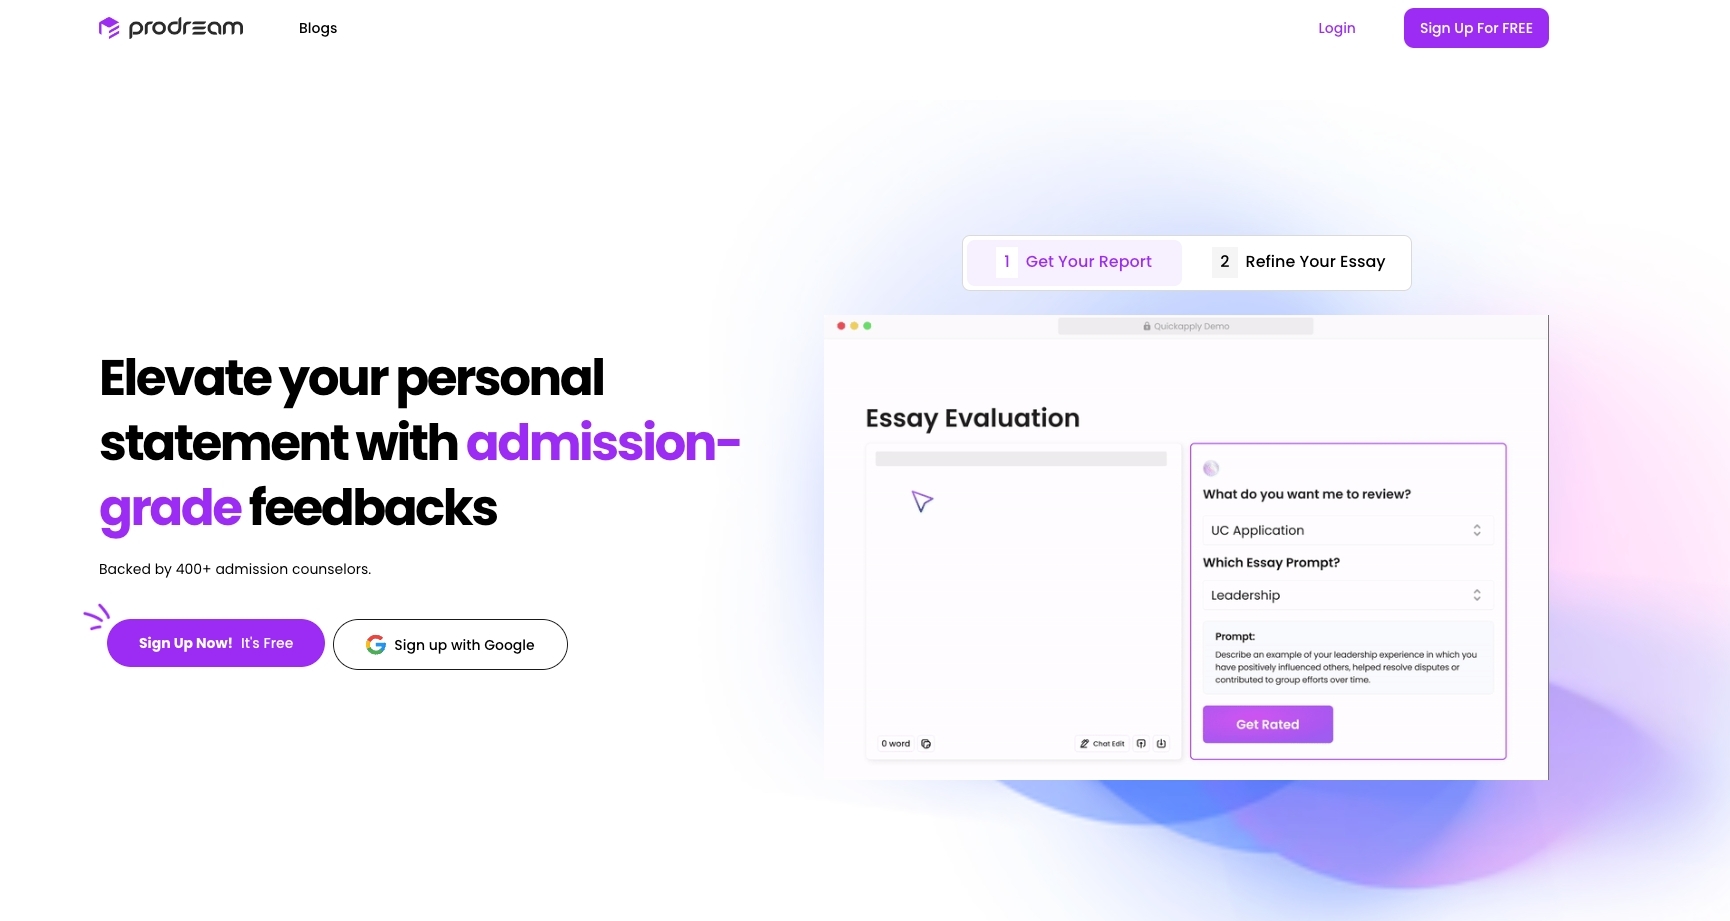 prodream
Blogs
Login
Sign Up For FREE
1 Get Your Report
2 Refine Your Essay
Quickapply Demo
Elevate your personal
statement with admission-
grade feedbacks
Backed by 400+ admission counselors.
Sign Up Now! It's Free
Sign up with Google
Essay Evaluation
0 word
Chat Edit
What do you want me to review?
UC Application
Which Essay Prompt?
Leadership
Prompt:
Describe an example of your leadership experience in which you
have positively influenced others, helped resolve disputes or
contributed to group efforts over time.
Get Rated